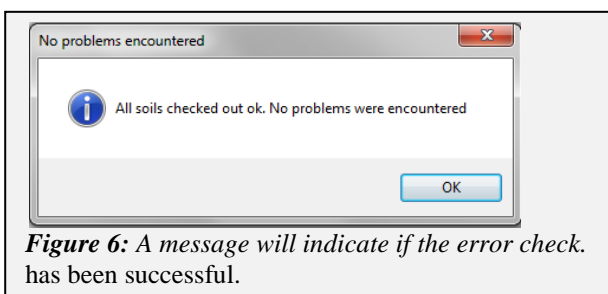 No problems encountered
All soils checked out ok. No problems were encountered
OK
Figure 6: A message will indicate if the error check.
has been successful.